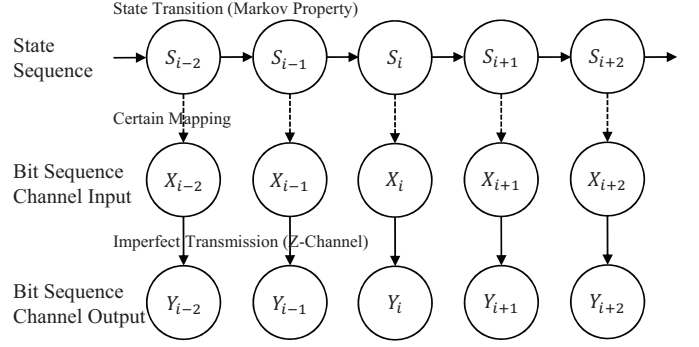 State Transition (Markov Property)
State
Sequence
S_{i-2} S_{i-1} S_i S_{i+1} S_{i+2}
Certain Mapping
Bit Sequence
Channel Input
X_{i-2} X_{i-1} X_i X_{i+1} X_{i+2}
Imperfect Transmission (Z-Channel)
Bit Sequence
Channel Output
Y_{i-2} Y_{i-1} Y_i Y_{i+1} Y_{i+2}